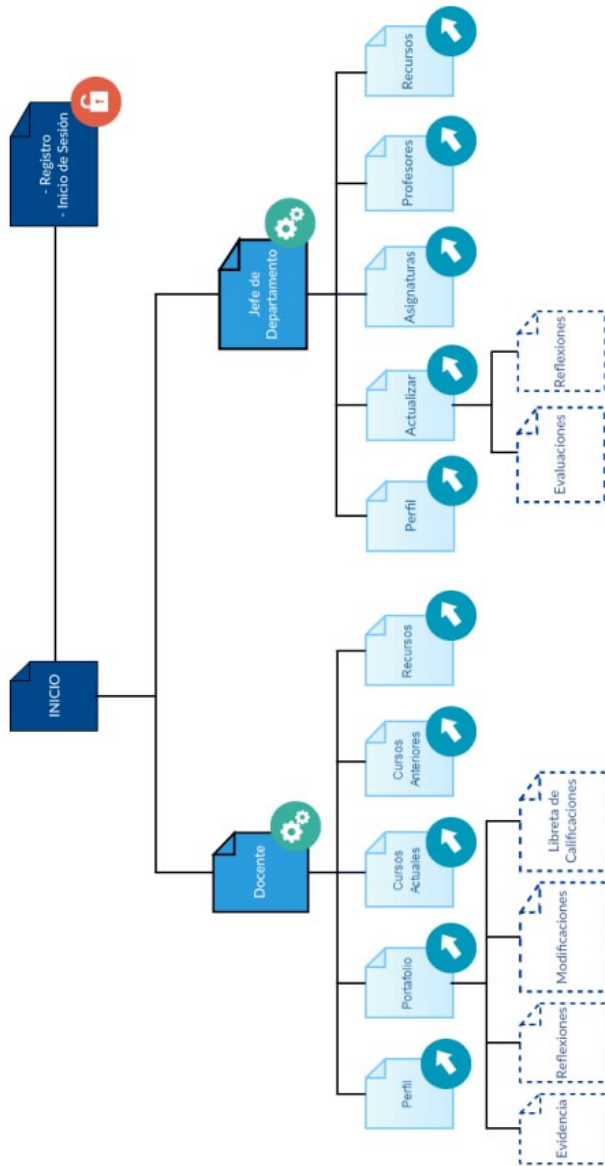 INICIO
- Registro
- Inicio de Sesión
Docente
Jefe de
Departamento
Perfil
Portafolio
Cursos
Actuales
Cursos
Anteriores
Recursos
Perfil
Actualizar
Asignaturas
Profesores
Recursos
Evidencia
Reflexiones
Modificaciones
Libreta de
Calificaciones
Evaluaciones
Reflexiones